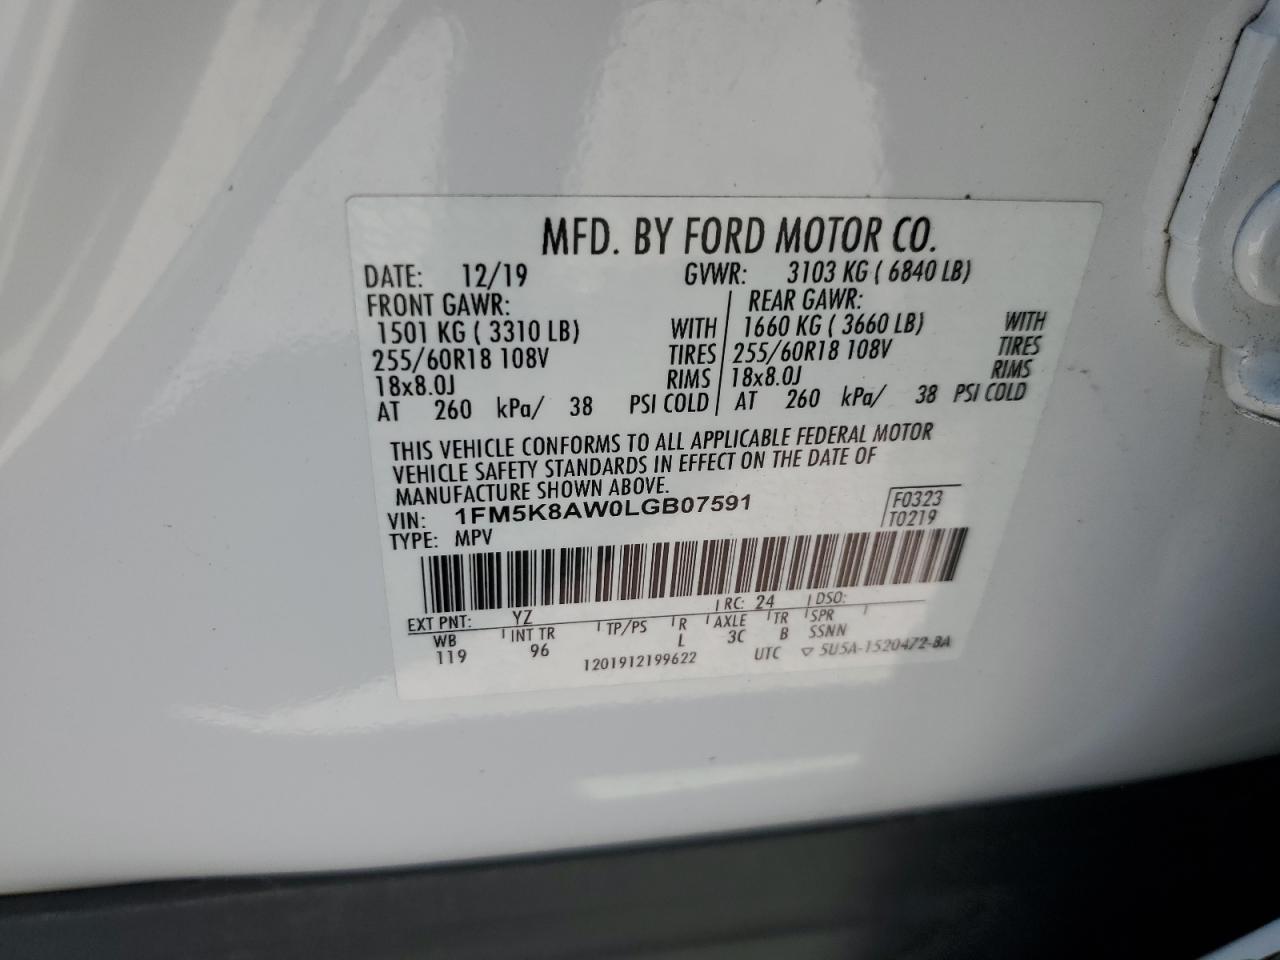 MFD. BY FORD MOTOR CO.
DATE: 12/19 GVWR: 3103 KG ( 6840 LB)
FRONT GAWR: REAR GAWR:
1501 KG ( 3310 LB) WITH 1660 KG ( 3660 LB) WITH
255/60R18 108V TIRES 255/60R18 108V TIRES
18x8.0J RIMS 18x8.0J RIMS
AT 260 kPa/ 38 PSI COLD AT 260 kPa/ 38 PSI COLD
THIS VEHICLE CONFORMS TO ALL APPLICABLE FEDERAL MOTOR
VEHICLE SAFETY STANDARDS IN EFFECT ON THE DATE OF
MANUFACTURE SHOWN ABOVE.
VIN: 1FM5K8AW0LGB07591 F0323
TYPE: MPV T0219
EXT PNT: YZ RC: 24 DSO:
WB INT TR TP/PS R AXLE TR SPR
119 96 L 3C B SSNN
1201912199622 UTC ▽ 5U5A-1520472-BA